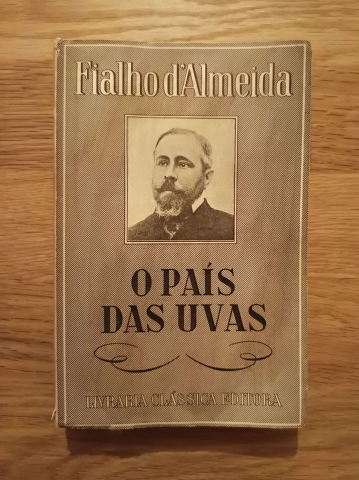 Fialho d'Almeida
O PAÍS
DAS UVAS
LIVRARIA CLÁSSICA EDITORA